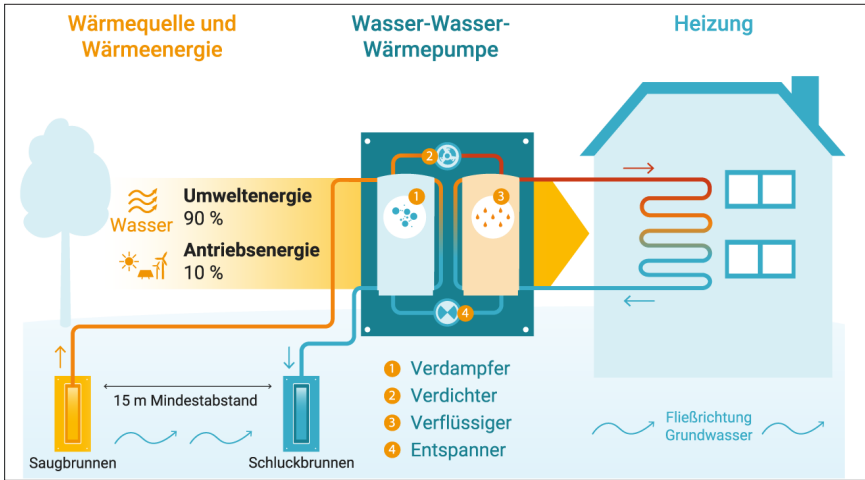 Wärmequelle und
Wärmeenergie
Wasser-Wasser-
Wärmepumpe
Heizung
Wasser
Umweltenergie
90 %
Antriebsenergie
10 %
2
1
3
4
1 Verdampfer
2 Verdichter
3 Verflüssiger
4 Entspanner
15 m Mindestabstand
Saugbrunnen
Schluckbrunnen
Fließrichtung
Grundwasser